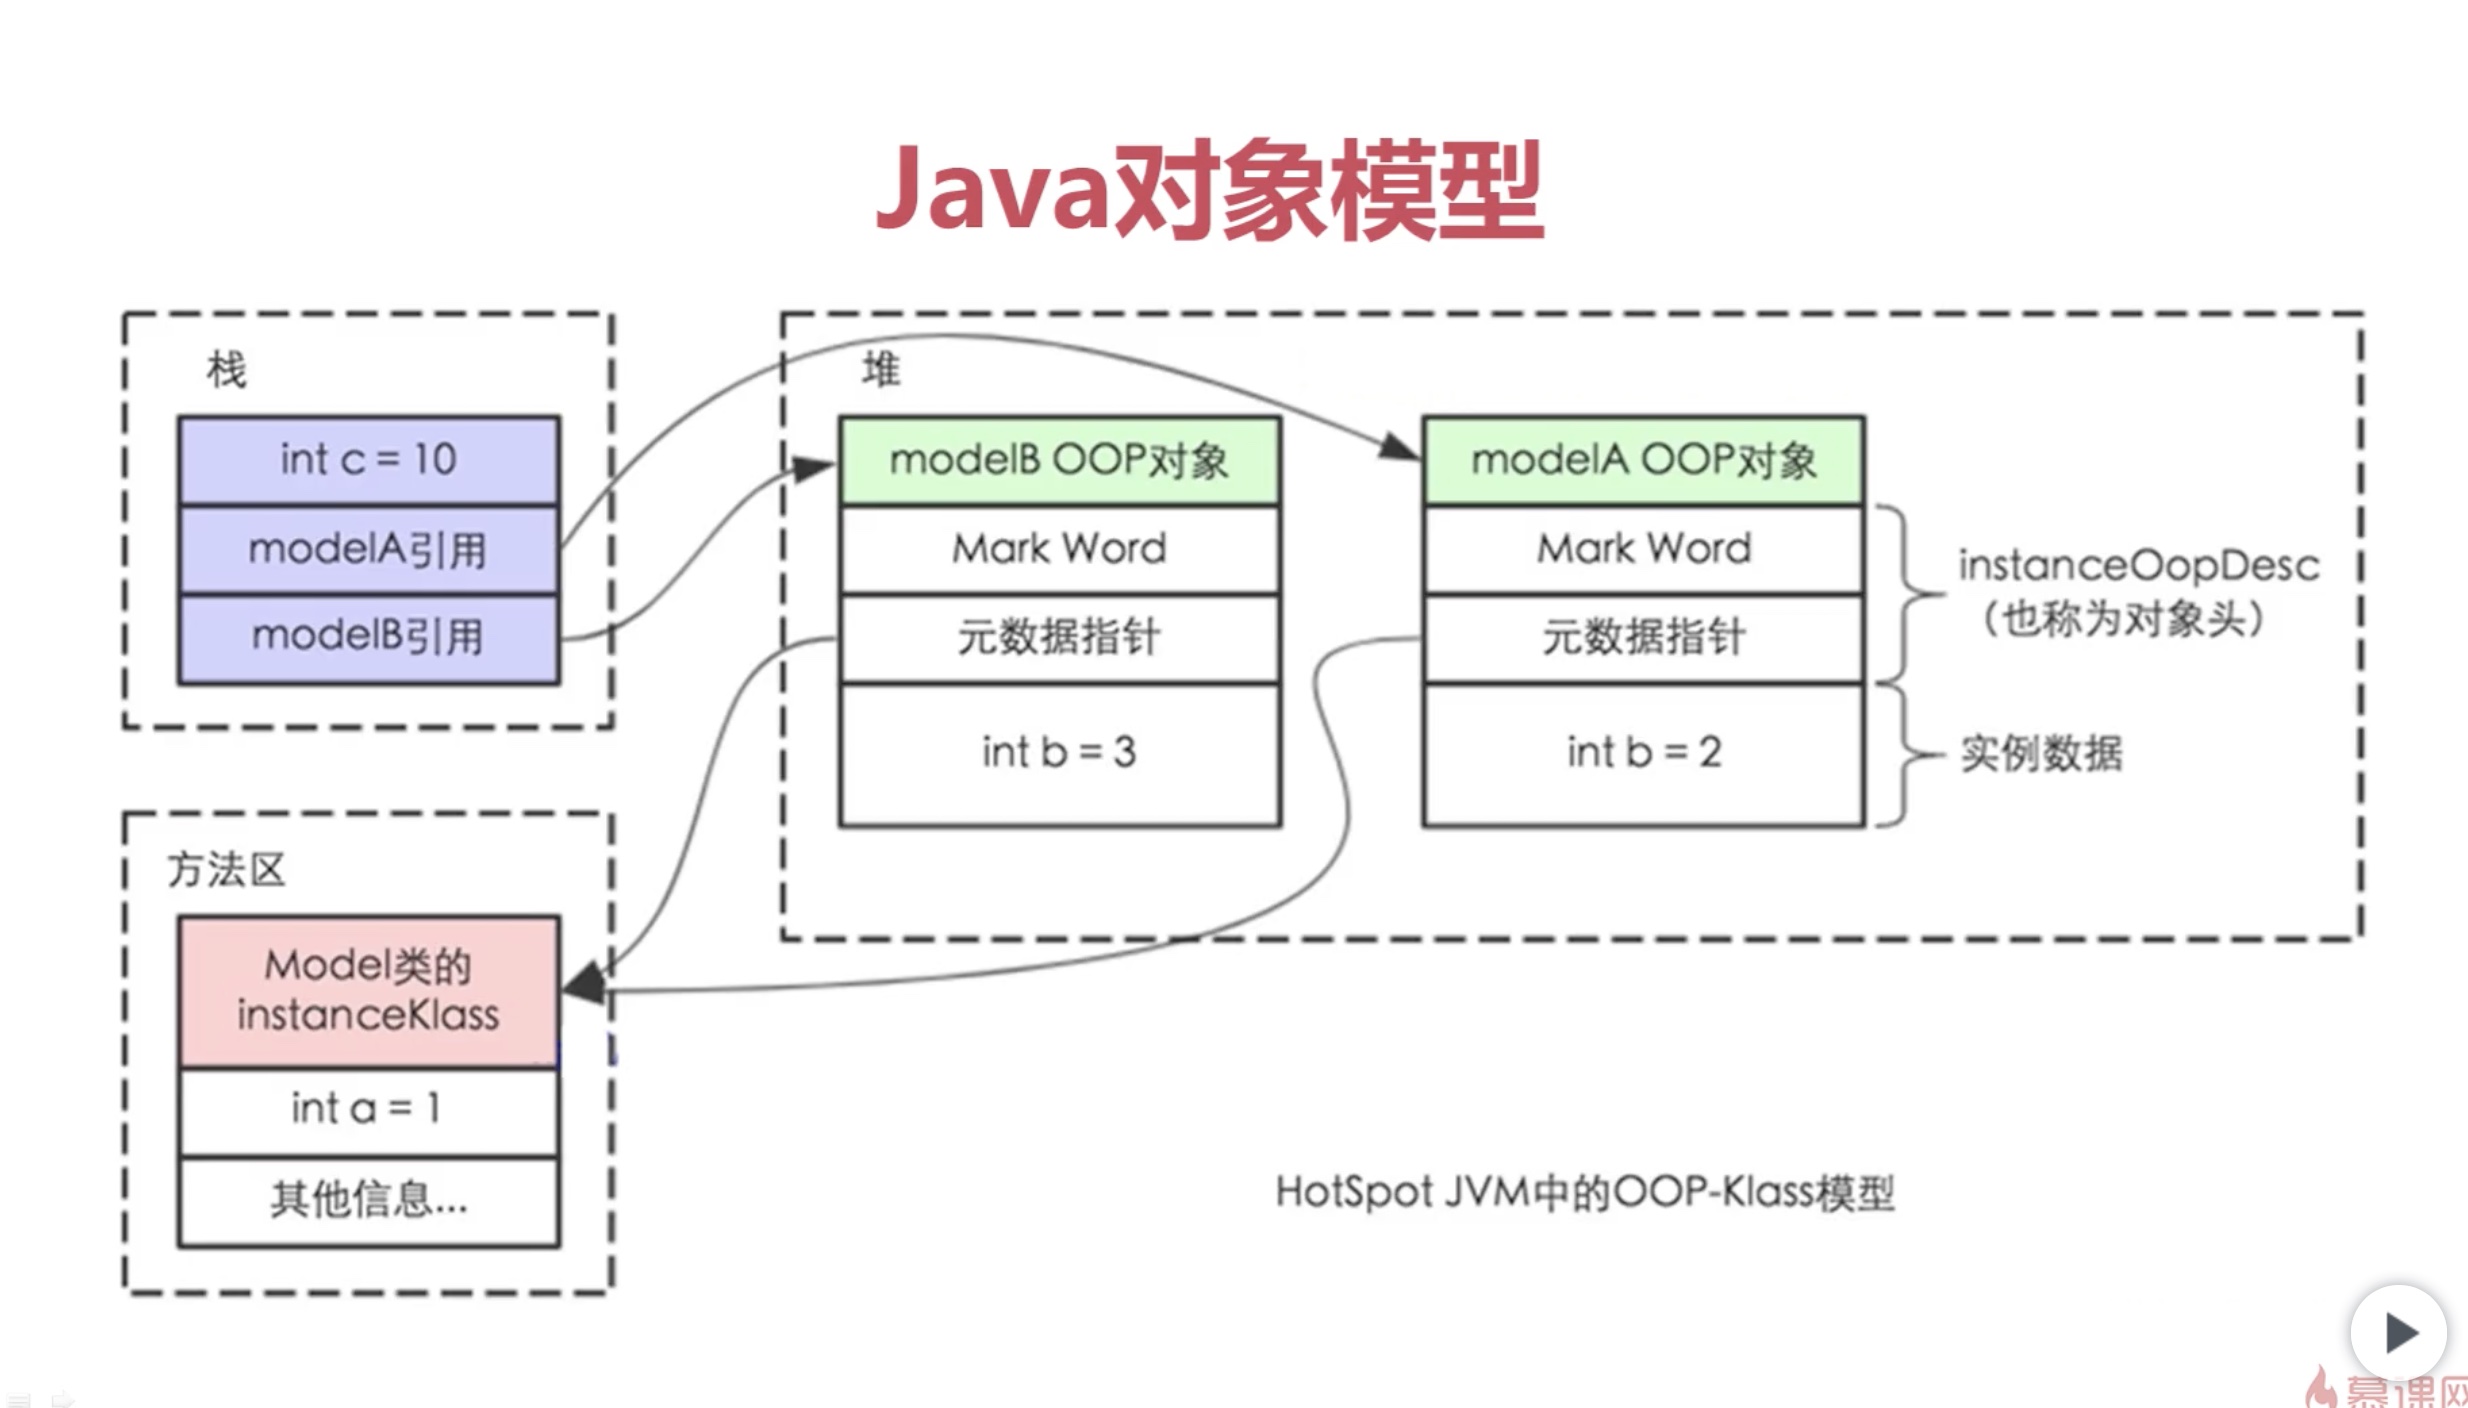 Java对象模型
栈
int c = 10
modelA引用
modelB引用
堆
modelB OOP对象
Mark Word
元数据指针
int b = 3
modelA OOP对象
Mark Word
元数据指针
int b = 2
instanceOopDesc
（也称为对象头）
实例数据
方法区
Model类的
instanceKlass
int a = 1
其他信息...
HotSpot JVM中的OOP-Klass模型
慕课网